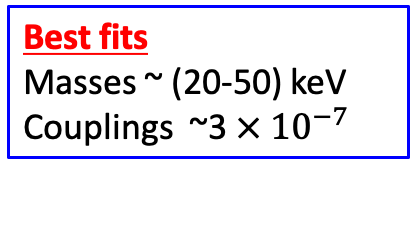 Best fits
Masses ~ (20-50) keV
Couplings ~3 × 10⁻⁷